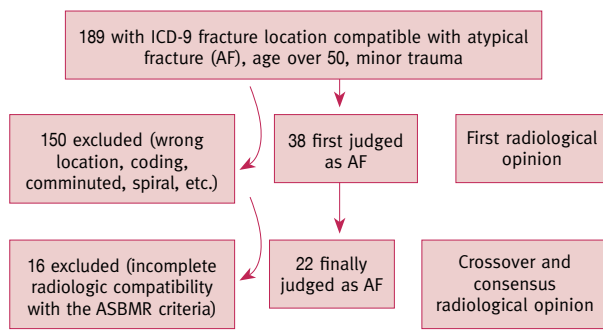 189 with ICD-9 fracture location compatible with atypical
fracture (AF), age over 50, minor trauma
150 excluded (wrong
location, coding,
comminuted, spiral, etc.)
38 first judged
as AF
First radiological
opinion
16 excluded (incomplete
radiologic compatibility
with the ASBMR criteria)
22 finally
judged as AF
Crossover and
consensus
radiological opinion